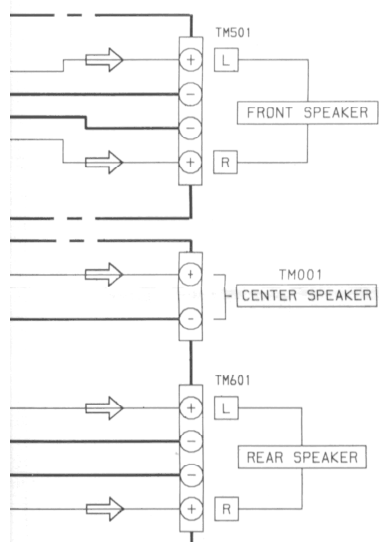 TM501
+ L
−
FRONT SPEAKER
−
+ R
+ TM001
CENTER SPEAKER
−
TM601
+ L
−
REAR SPEAKER
−
+ R